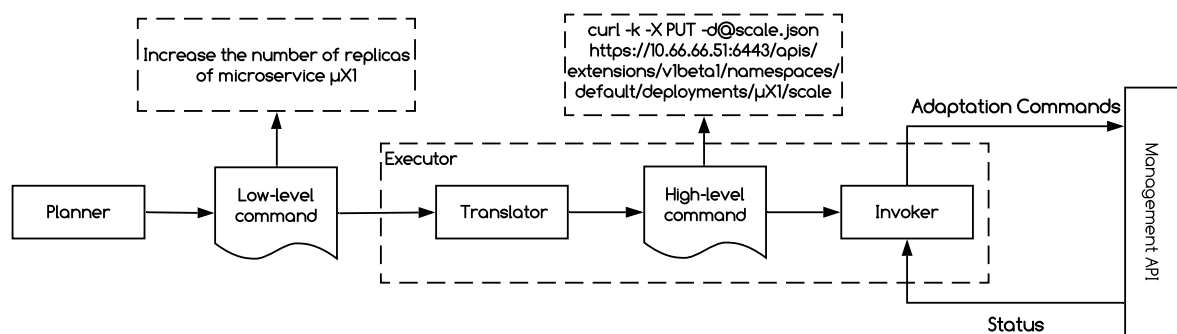 Increase the number of replicas
of microservice µX1
curl -k -X PUT -d@scale.json
https://10.66.66.51:6443/apis/
extensions/v1beta1/namespaces/
default/deployments/µX1/scale
Adaptation Commands
Executor
Planner
Low-level
command
Translator
High-level
command
Invoker
Management API
Status